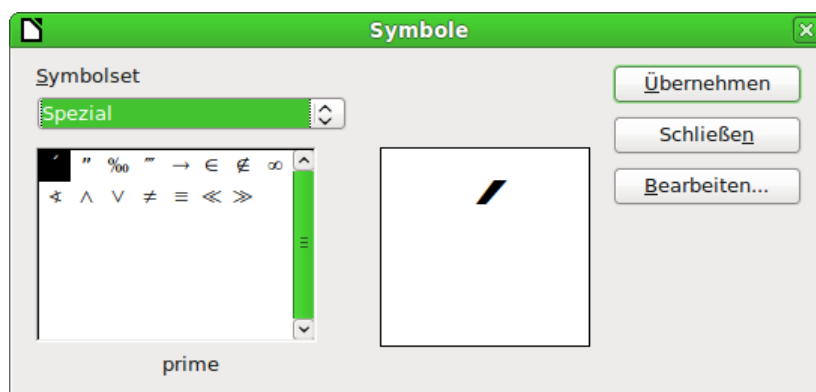 Symbole
Symbolset
Spezial
′ ″ ‰ ‴ → ∈ ∉ ∞
∢ ∧ ∨ ≠ ≡ ≪ ≫
prime
′
Übernehmen
Schließen
Bearbeiten...